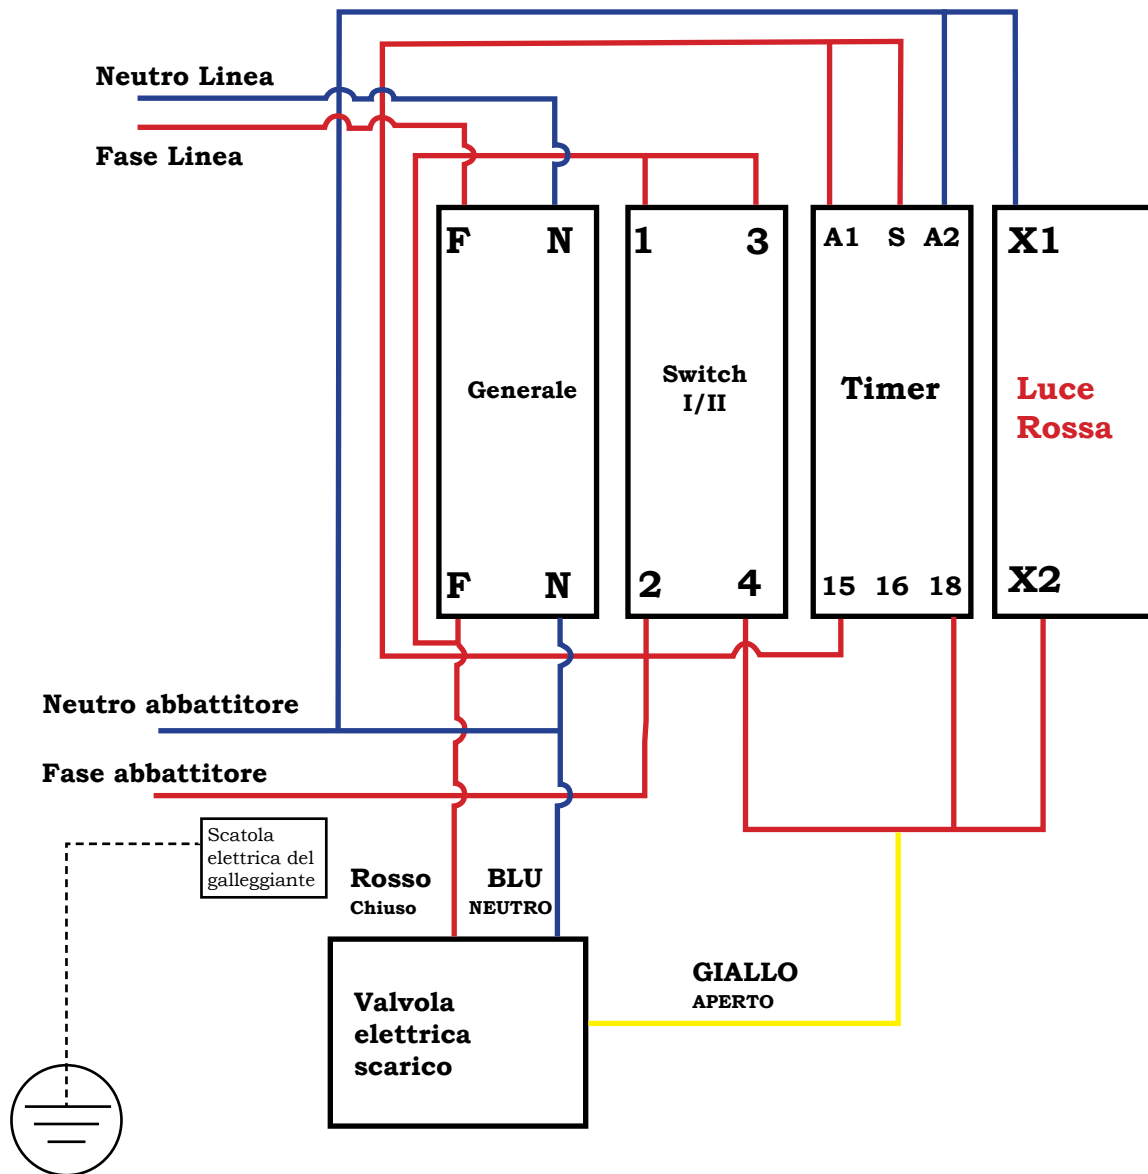 Neutro Linea
Fase Linea
F N
1 3
A1 S A2
X1
Generale
Switch
I/II
Timer
Luce
Rossa
F N
2 4
15 16 18
X2
Neutro abbattitore
Fase abbattitore
Scatola
elettrica del
galleggiante
Rosso
Chiuso
BLU
NEUTRO
GIALLO
APERTO
Valvola
elettrica
scarico